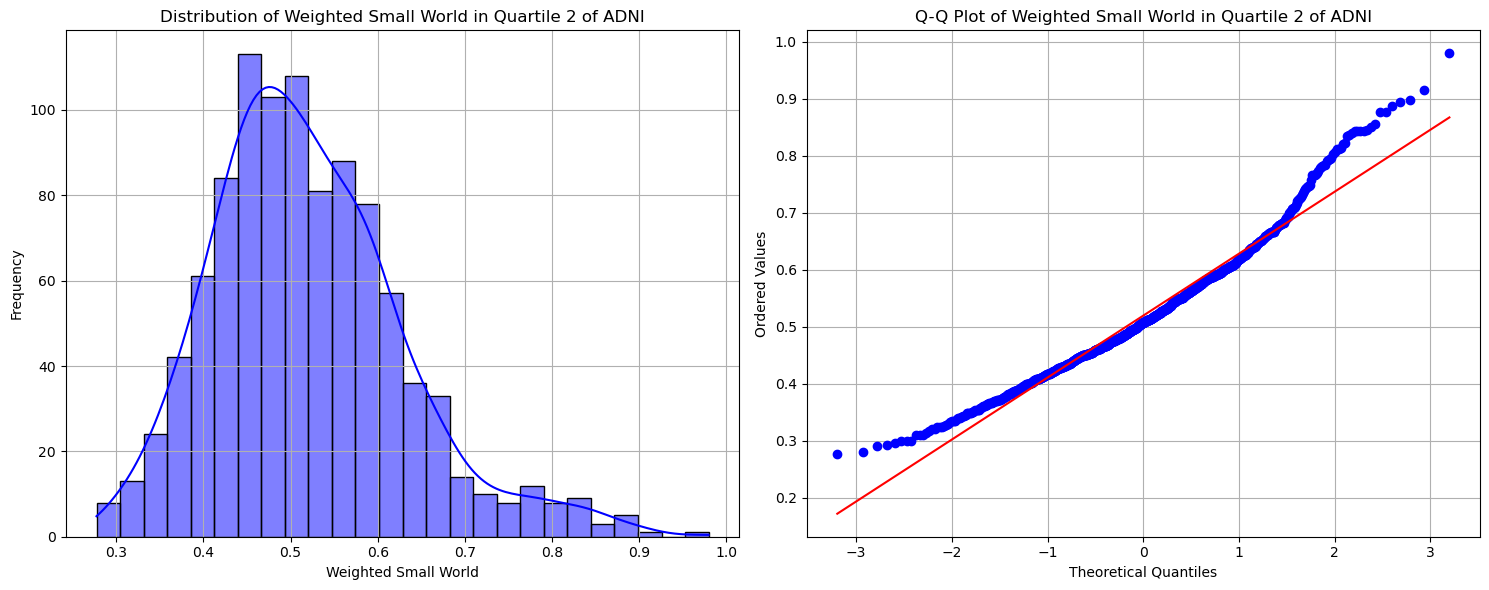 Distribution of Weighted Small World in Quartile 2 of ADNI
Frequency
100
80
60
40
20
0
0.3 0.4 0.5 0.6 0.7 0.8 0.9 1.0
Weighted Small World
Q-Q Plot of Weighted Small World in Quartile 2 of ADNI
Ordered Values
1.0
0.9
0.8
0.7
0.6
0.5
0.4
0.3
0.2
−3 −2 −1 0 1 2 3
Theoretical Quantiles